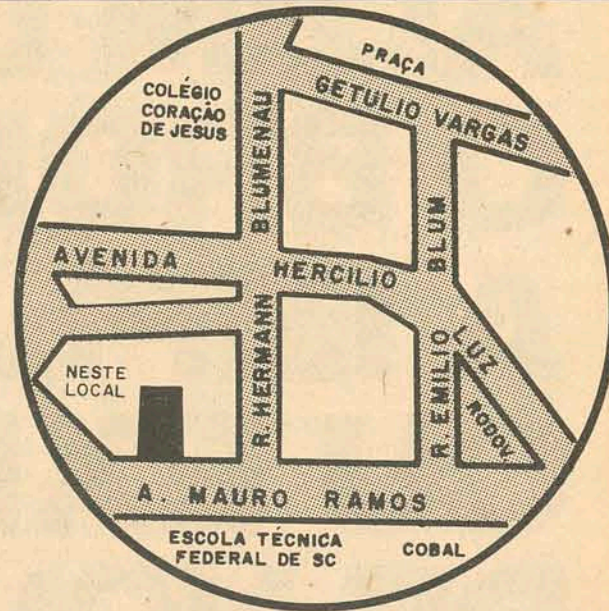 PRAÇA
GETULIO VARGAS
COLÉGIO
CORAÇÃO
DE JESUS
R. HERMANN BLUMENAU
R. EMILIO BLUM
AVENIDA HERCILIO LUZ
NESTE
LOCAL
RODOV.
A. MAURO RAMOS
ESCOLA TÉCNICA
FEDERAL DE SC
COBAL